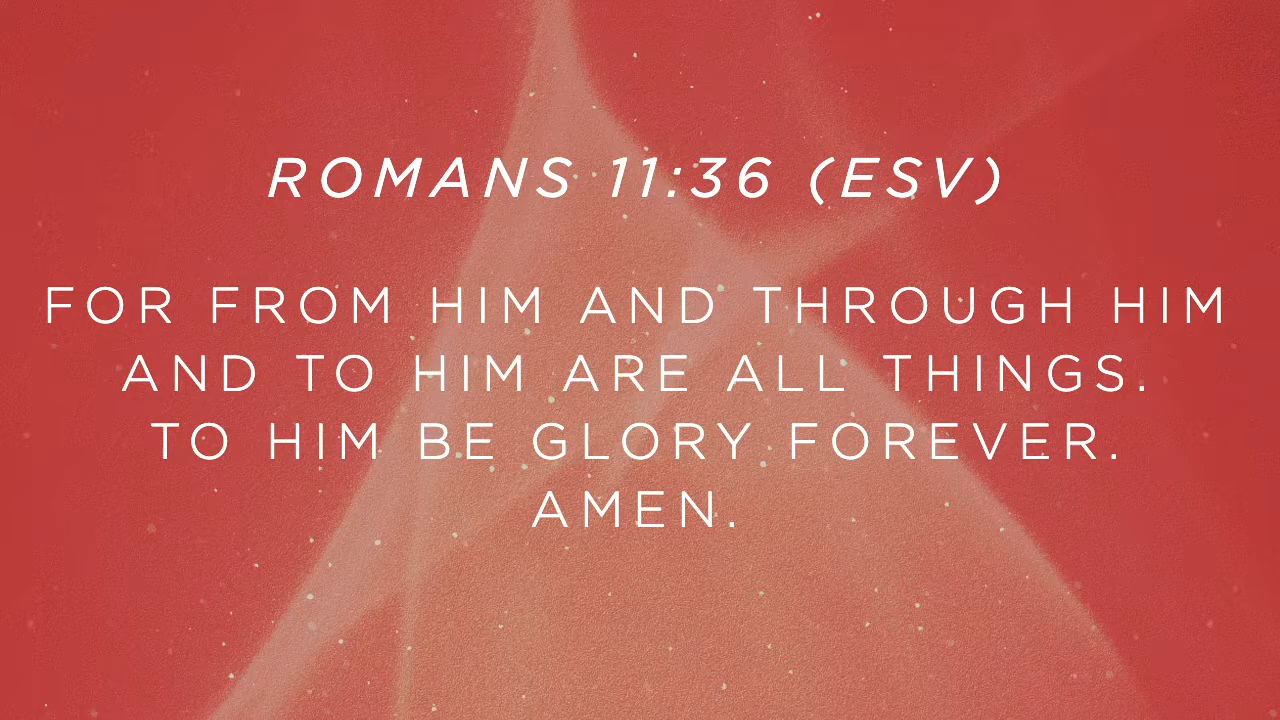 ROMANS 11:36 (ESV)
FOR FROM HIM AND THROUGH HIM
AND TO HIM ARE ALL THINGS.
TO HIM BE GLORY FOREVER.
AMEN.